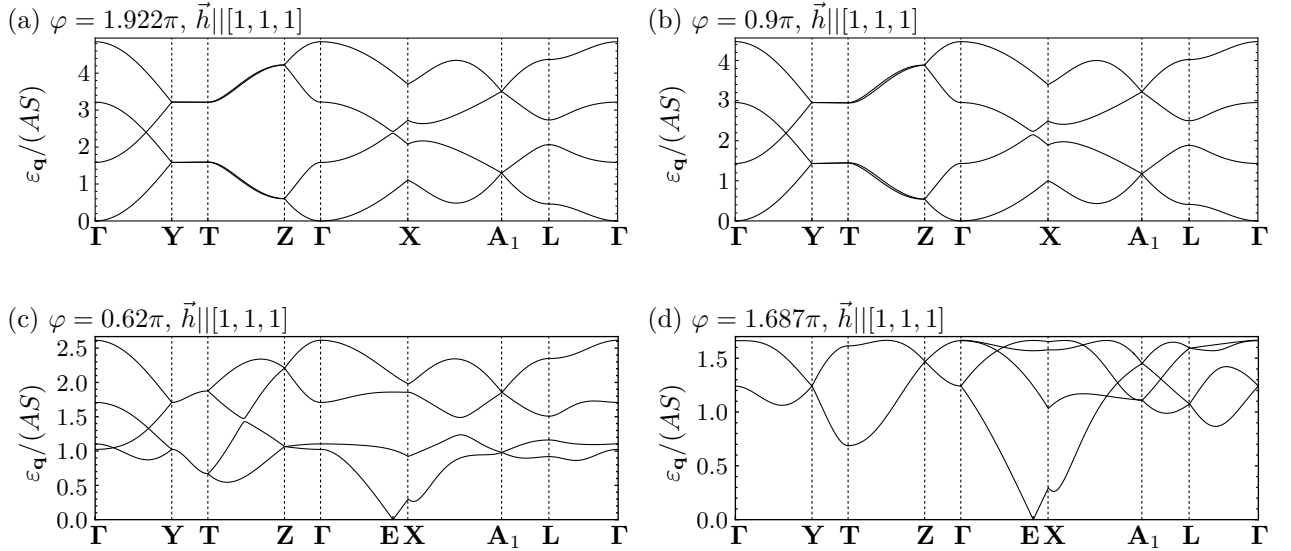 (a) φ = 1.922π, h⃗||[1, 1, 1]
ε_q/(AS)
4
3
2
1
0
Γ Y T Z Γ X A₁ L Γ
(b) φ = 0.9π, h⃗||[1, 1, 1]
ε_q/(AS)
4
3
2
1
0
Γ Y T Z Γ X A₁ L Γ
(c) φ = 0.62π, h⃗||[1, 1, 1]
ε_q/(AS)
2.5
2.0
1.5
1.0
0.5
0.0
Γ Y T Z Γ E X A₁ L Γ
(d) φ = 1.687π, h⃗||[1, 1, 1]
ε_q/(AS)
1.5
1.0
0.5
0.0
Γ Y T Z Γ E X A₁ L Γ